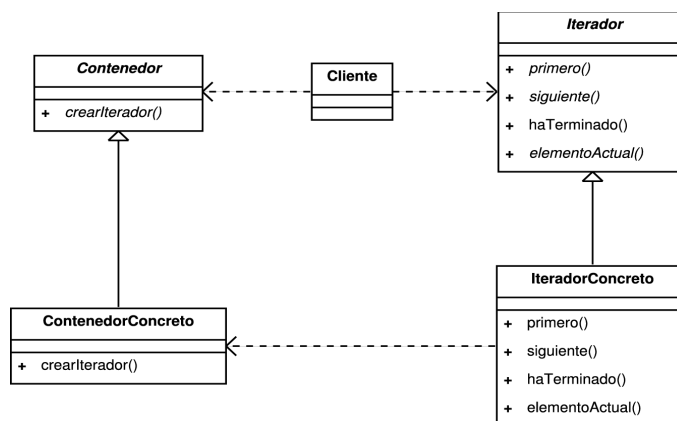 Contenedor
+ crearIterador()
Cliente
Iterador
+ primero()
+ siguiente()
+ haTerminado()
+ elementoActual()
ContenedorConcreto
+ crearIterador()
IteradorConcreto
+ primero()
+ siguiente()
+ haTerminado()
+ elementoActual()